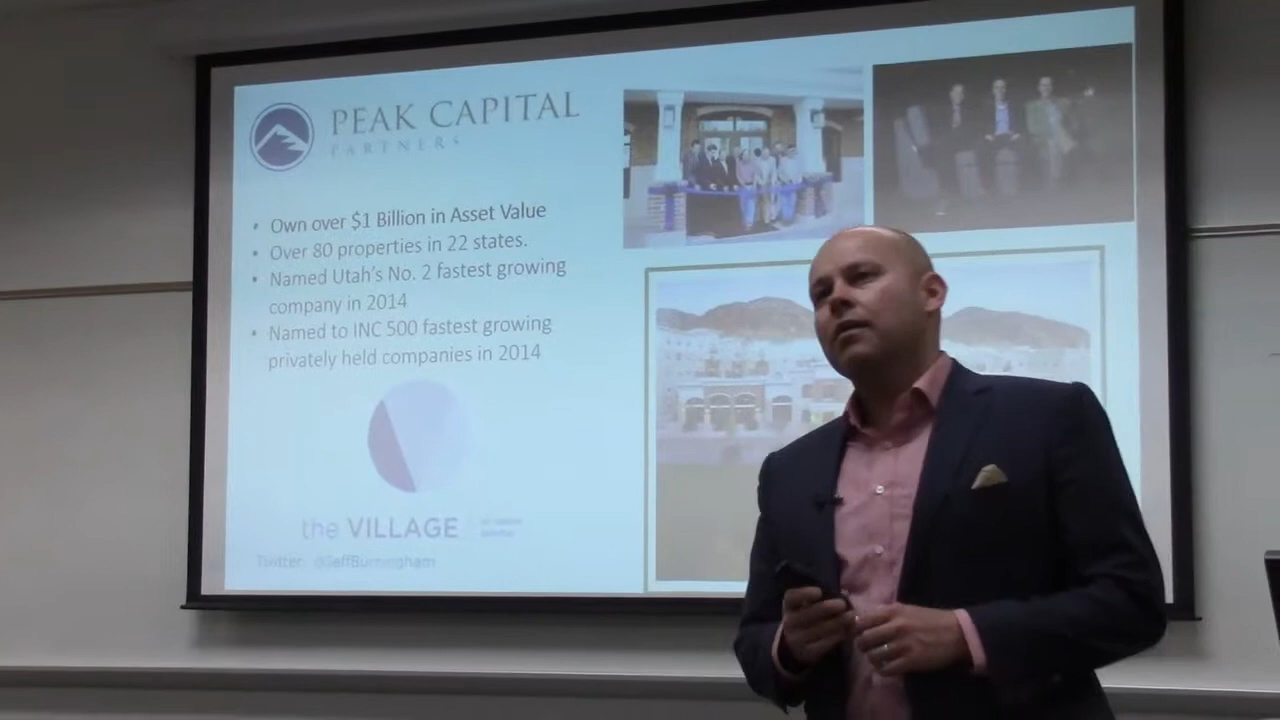 PEAK CAPITAL
PARTNERS
• Own over $1 Billion in Asset Value
• Over 80 properties in 22 states.
• Named Utah's No. 2 fastest growing
company in 2014
• Named to INC 500 fastest growing
privately held companies in 2014
the VILLAGE
Twitter: @JeffBurningham